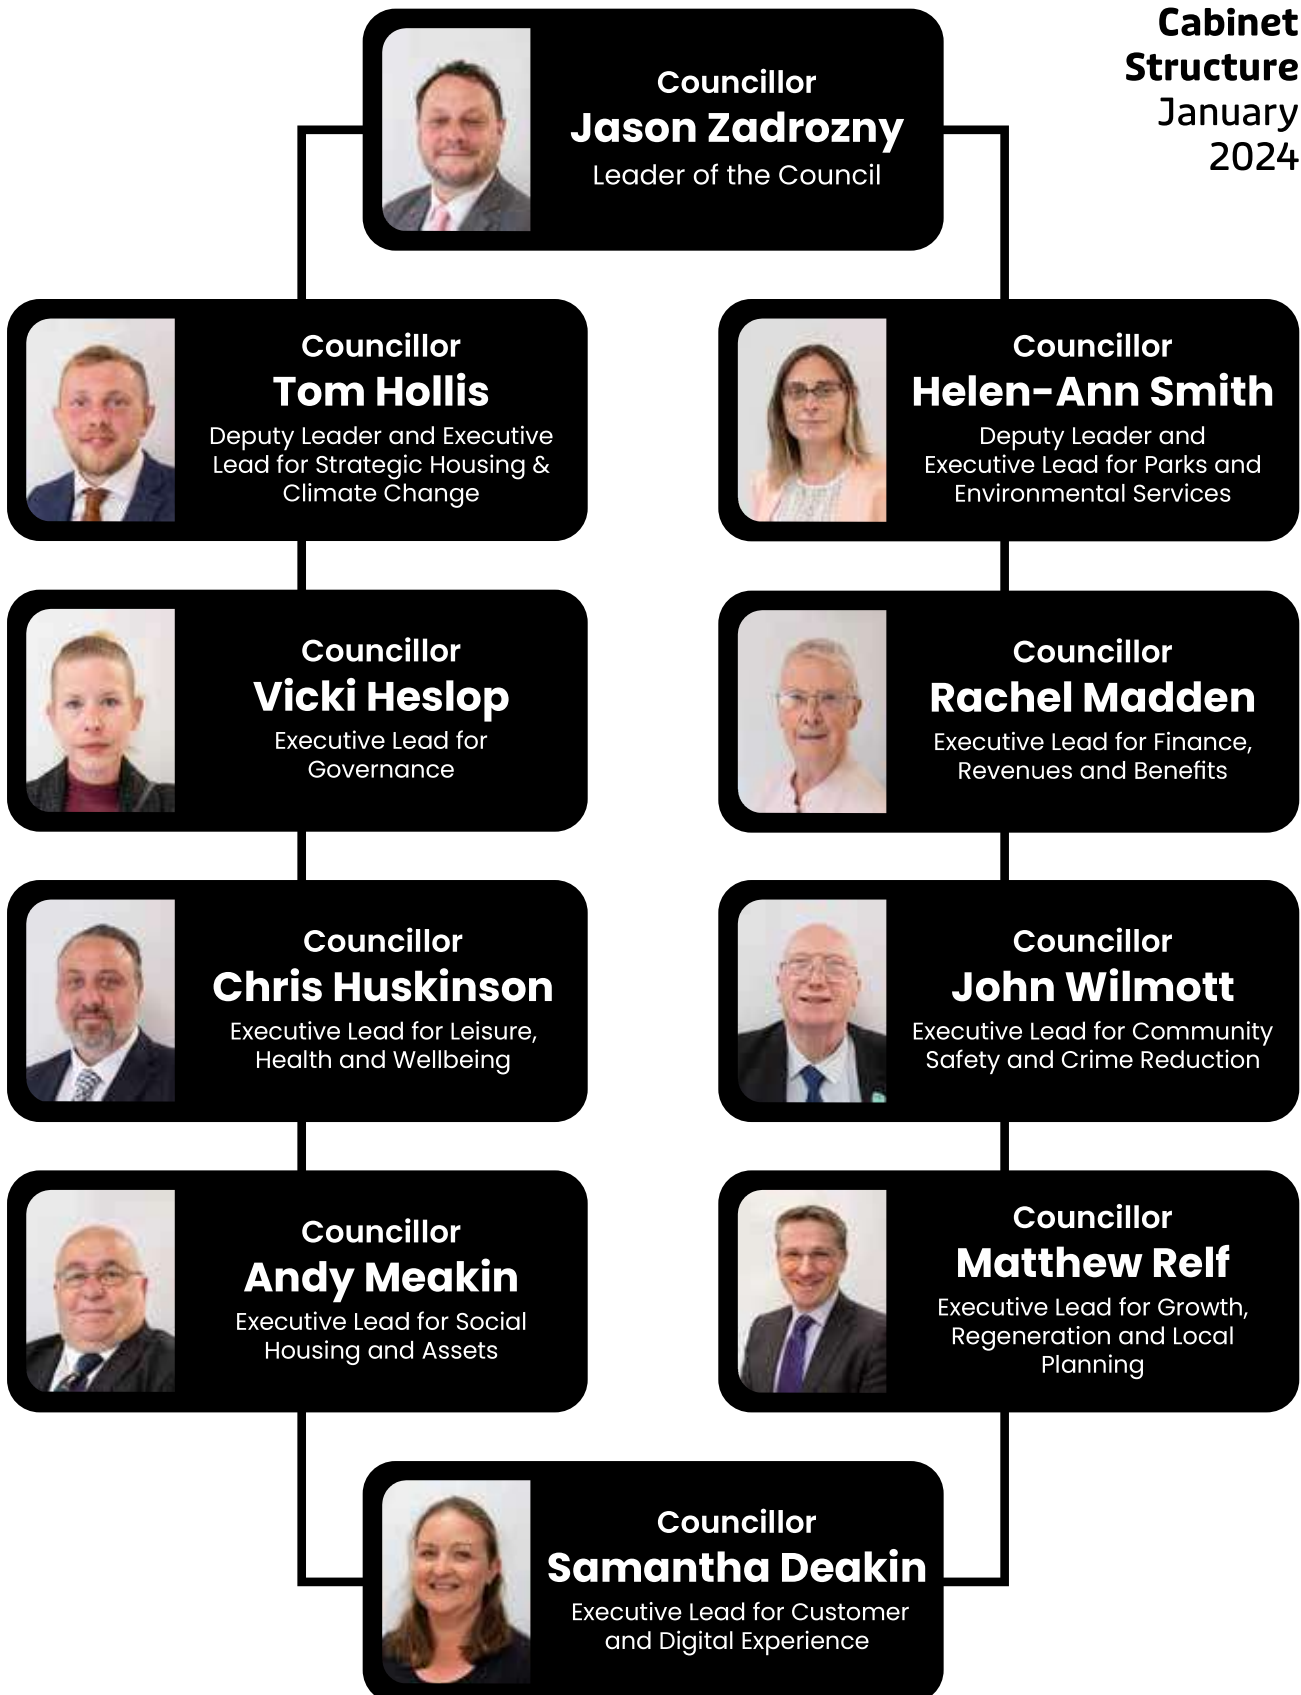 Cabinet
Structure
January
2024
Councillor
Jason Zadrozny
Leader of the Council
Councillor
Tom Hollis
Deputy Leader and Executive
Lead for Strategic Housing &
Climate Change
Councillor
Helen-Ann Smith
Deputy Leader and
Executive Lead for Parks and
Environmental Services
Councillor
Vicki Heslop
Executive Lead for
Governance
Councillor
Rachel Madden
Executive Lead for Finance,
Revenues and Benefits
Councillor
Chris Huskinson
Executive Lead for Leisure,
Health and Wellbeing
Councillor
John Wilmott
Executive Lead for Community
Safety and Crime Reduction
Councillor
Andy Meakin
Executive Lead for Social
Housing and Assets
Councillor
Matthew Relf
Executive Lead for Growth,
Regeneration and Local
Planning
Councillor
Samantha Deakin
Executive Lead for Customer
and Digital Experience